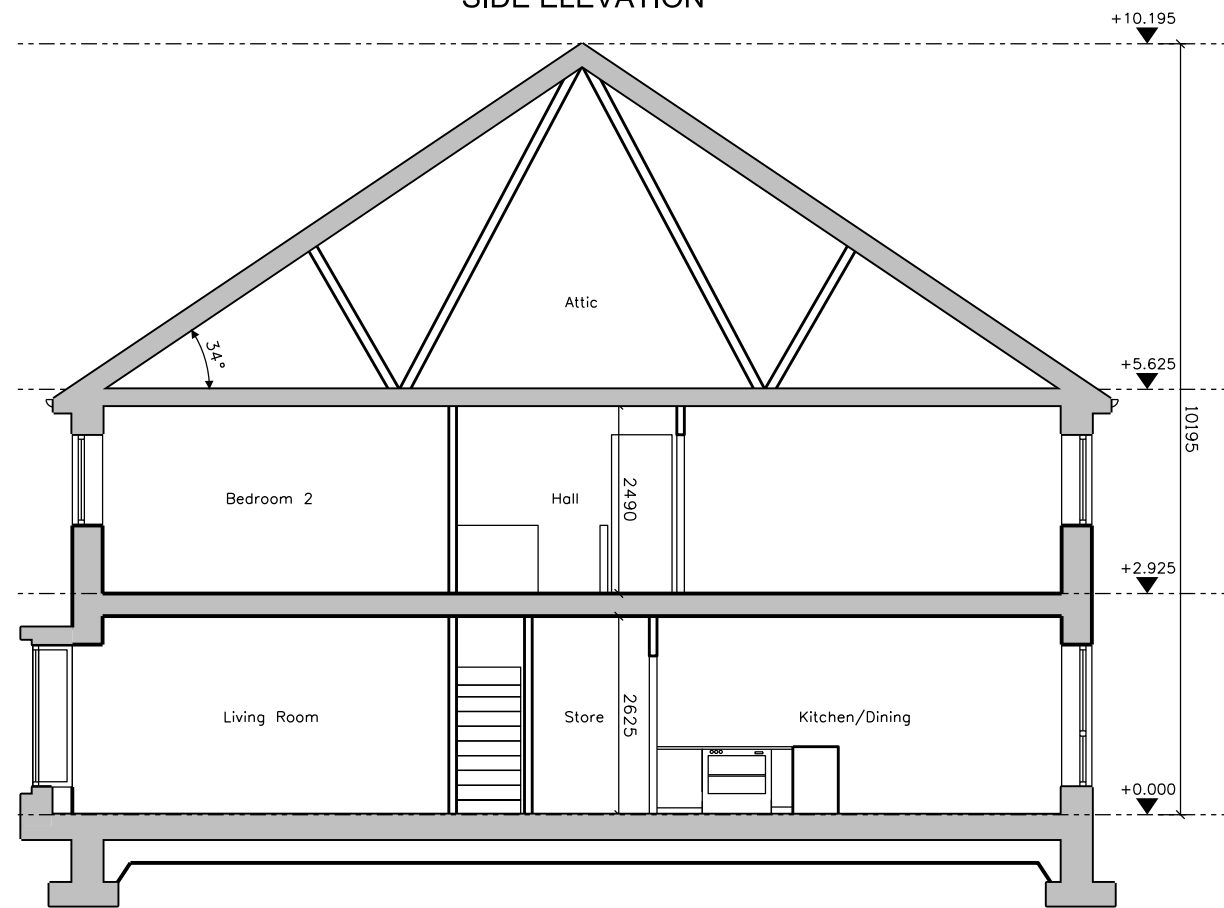 SIDE ELEVATION
+10.195
34°
Attic
+5.625
10195
Bedroom 2
Hall
2490
+2.925
Living Room
Store
2625
Kitchen/Dining
+0.000